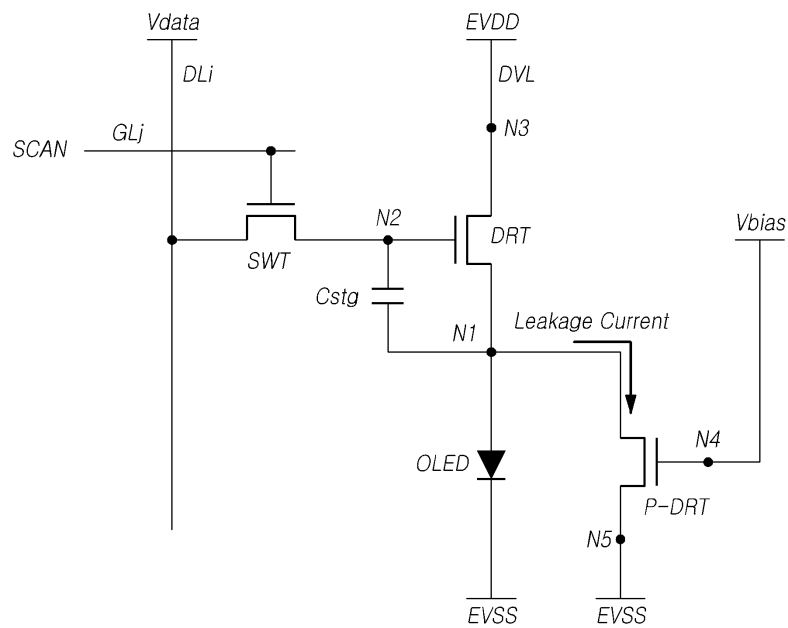 Vdata
EVDD
DLi
DVL
GLj
N3
SCAN
N2
Vbias
DRT
SWT
Cstg
N1
Leakage Current
N4
OLED
P-DRT
N5
EVSS
EVSS